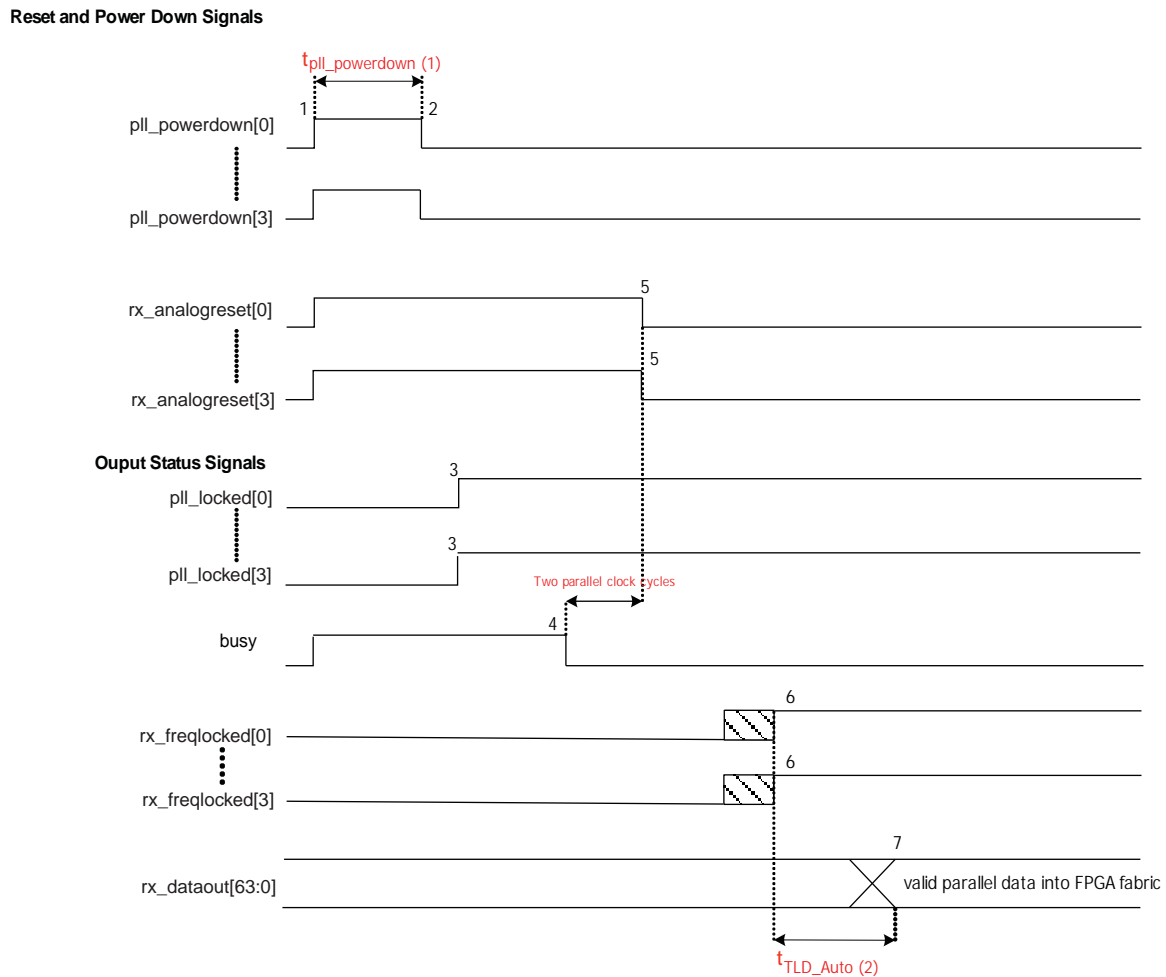 Reset and Power Down Signals
tpll_powerdown (1)
1
2
pll_powerdown[0]
pll_powerdown[3]
5
rx_analogreset[0]
5
rx_analogreset[3]
Ouput Status Signals
3
pll_locked[0]
3
pll_locked[3]
Two parallel clock cycles
4
busy
6
rx_freqlocked[0]
6
rx_freqlocked[3]
7
rx_dataout[63:0]
valid parallel data into FPGA fabric
tTLD_Auto (2)